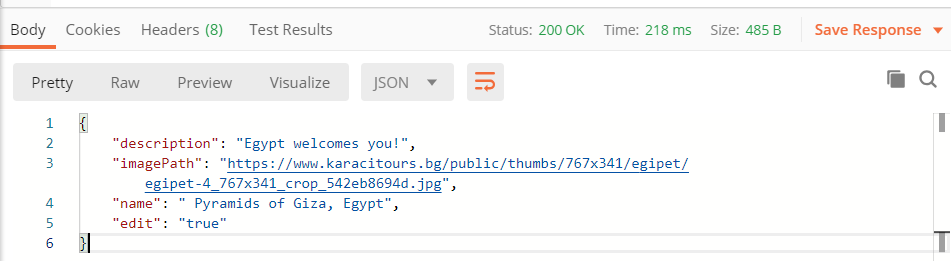 Body Cookies Headers (8) Test Results Status: 200 OK Time: 218 ms Size: 485 B Save Response
Pretty Raw Preview Visualize JSON
1 {
2 "description": "Egypt welcomes you!",
3 "imagePath": "https://www.karacitours.bg/public/thumbs/767x341/egipet/
egipet-4_767x341_crop_542eb8694d.jpg",
4 "name": " Pyramids of Giza, Egypt",
5 "edit": "true"
6 }